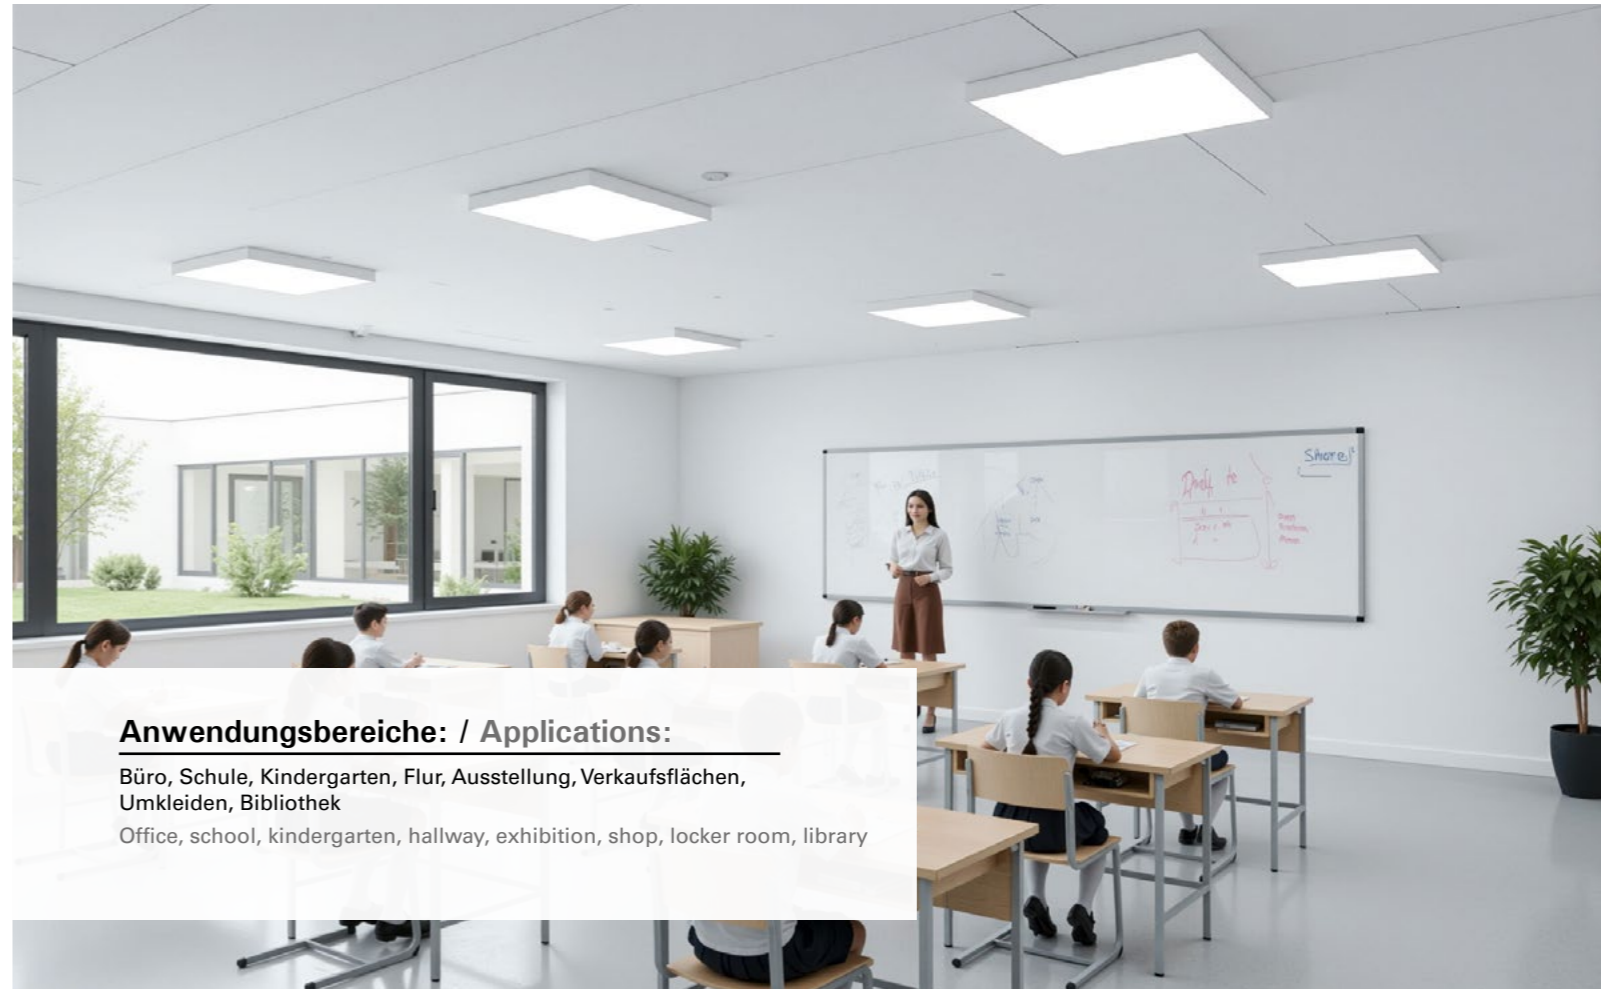 Share
Anwendungsbereiche: / Applications:
Büro, Schule, Kindergarten, Flur, Ausstellung, Verkaufsflächen,
Umkleiden, Bibliothek
Office, school, kindergarten, hallway, exhibition, shop, locker room, library